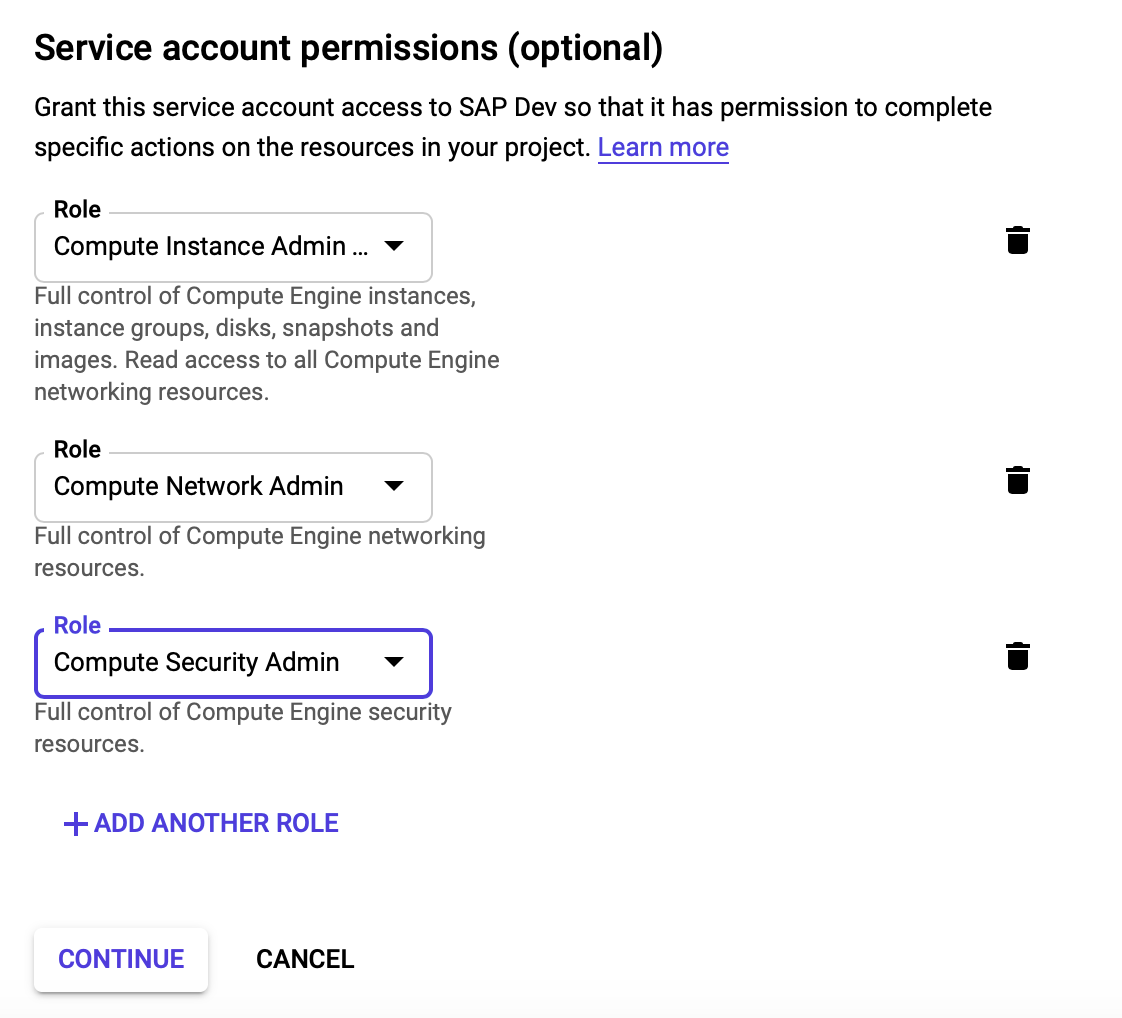 Service account permissions (optional)
Grant this service account access to SAP Dev so that it has permission to complete
specific actions on the resources in your project. Learn more
Role
Compute Instance Admin ...
Full control of Compute Engine instances,
instance groups, disks, snapshots and
images. Read access to all Compute Engine
networking resources.
Role
Compute Network Admin
Full control of Compute Engine networking
resources.
Role
Compute Security Admin
Full control of Compute Engine security
resources.
+ ADD ANOTHER ROLE
CONTINUE CANCEL